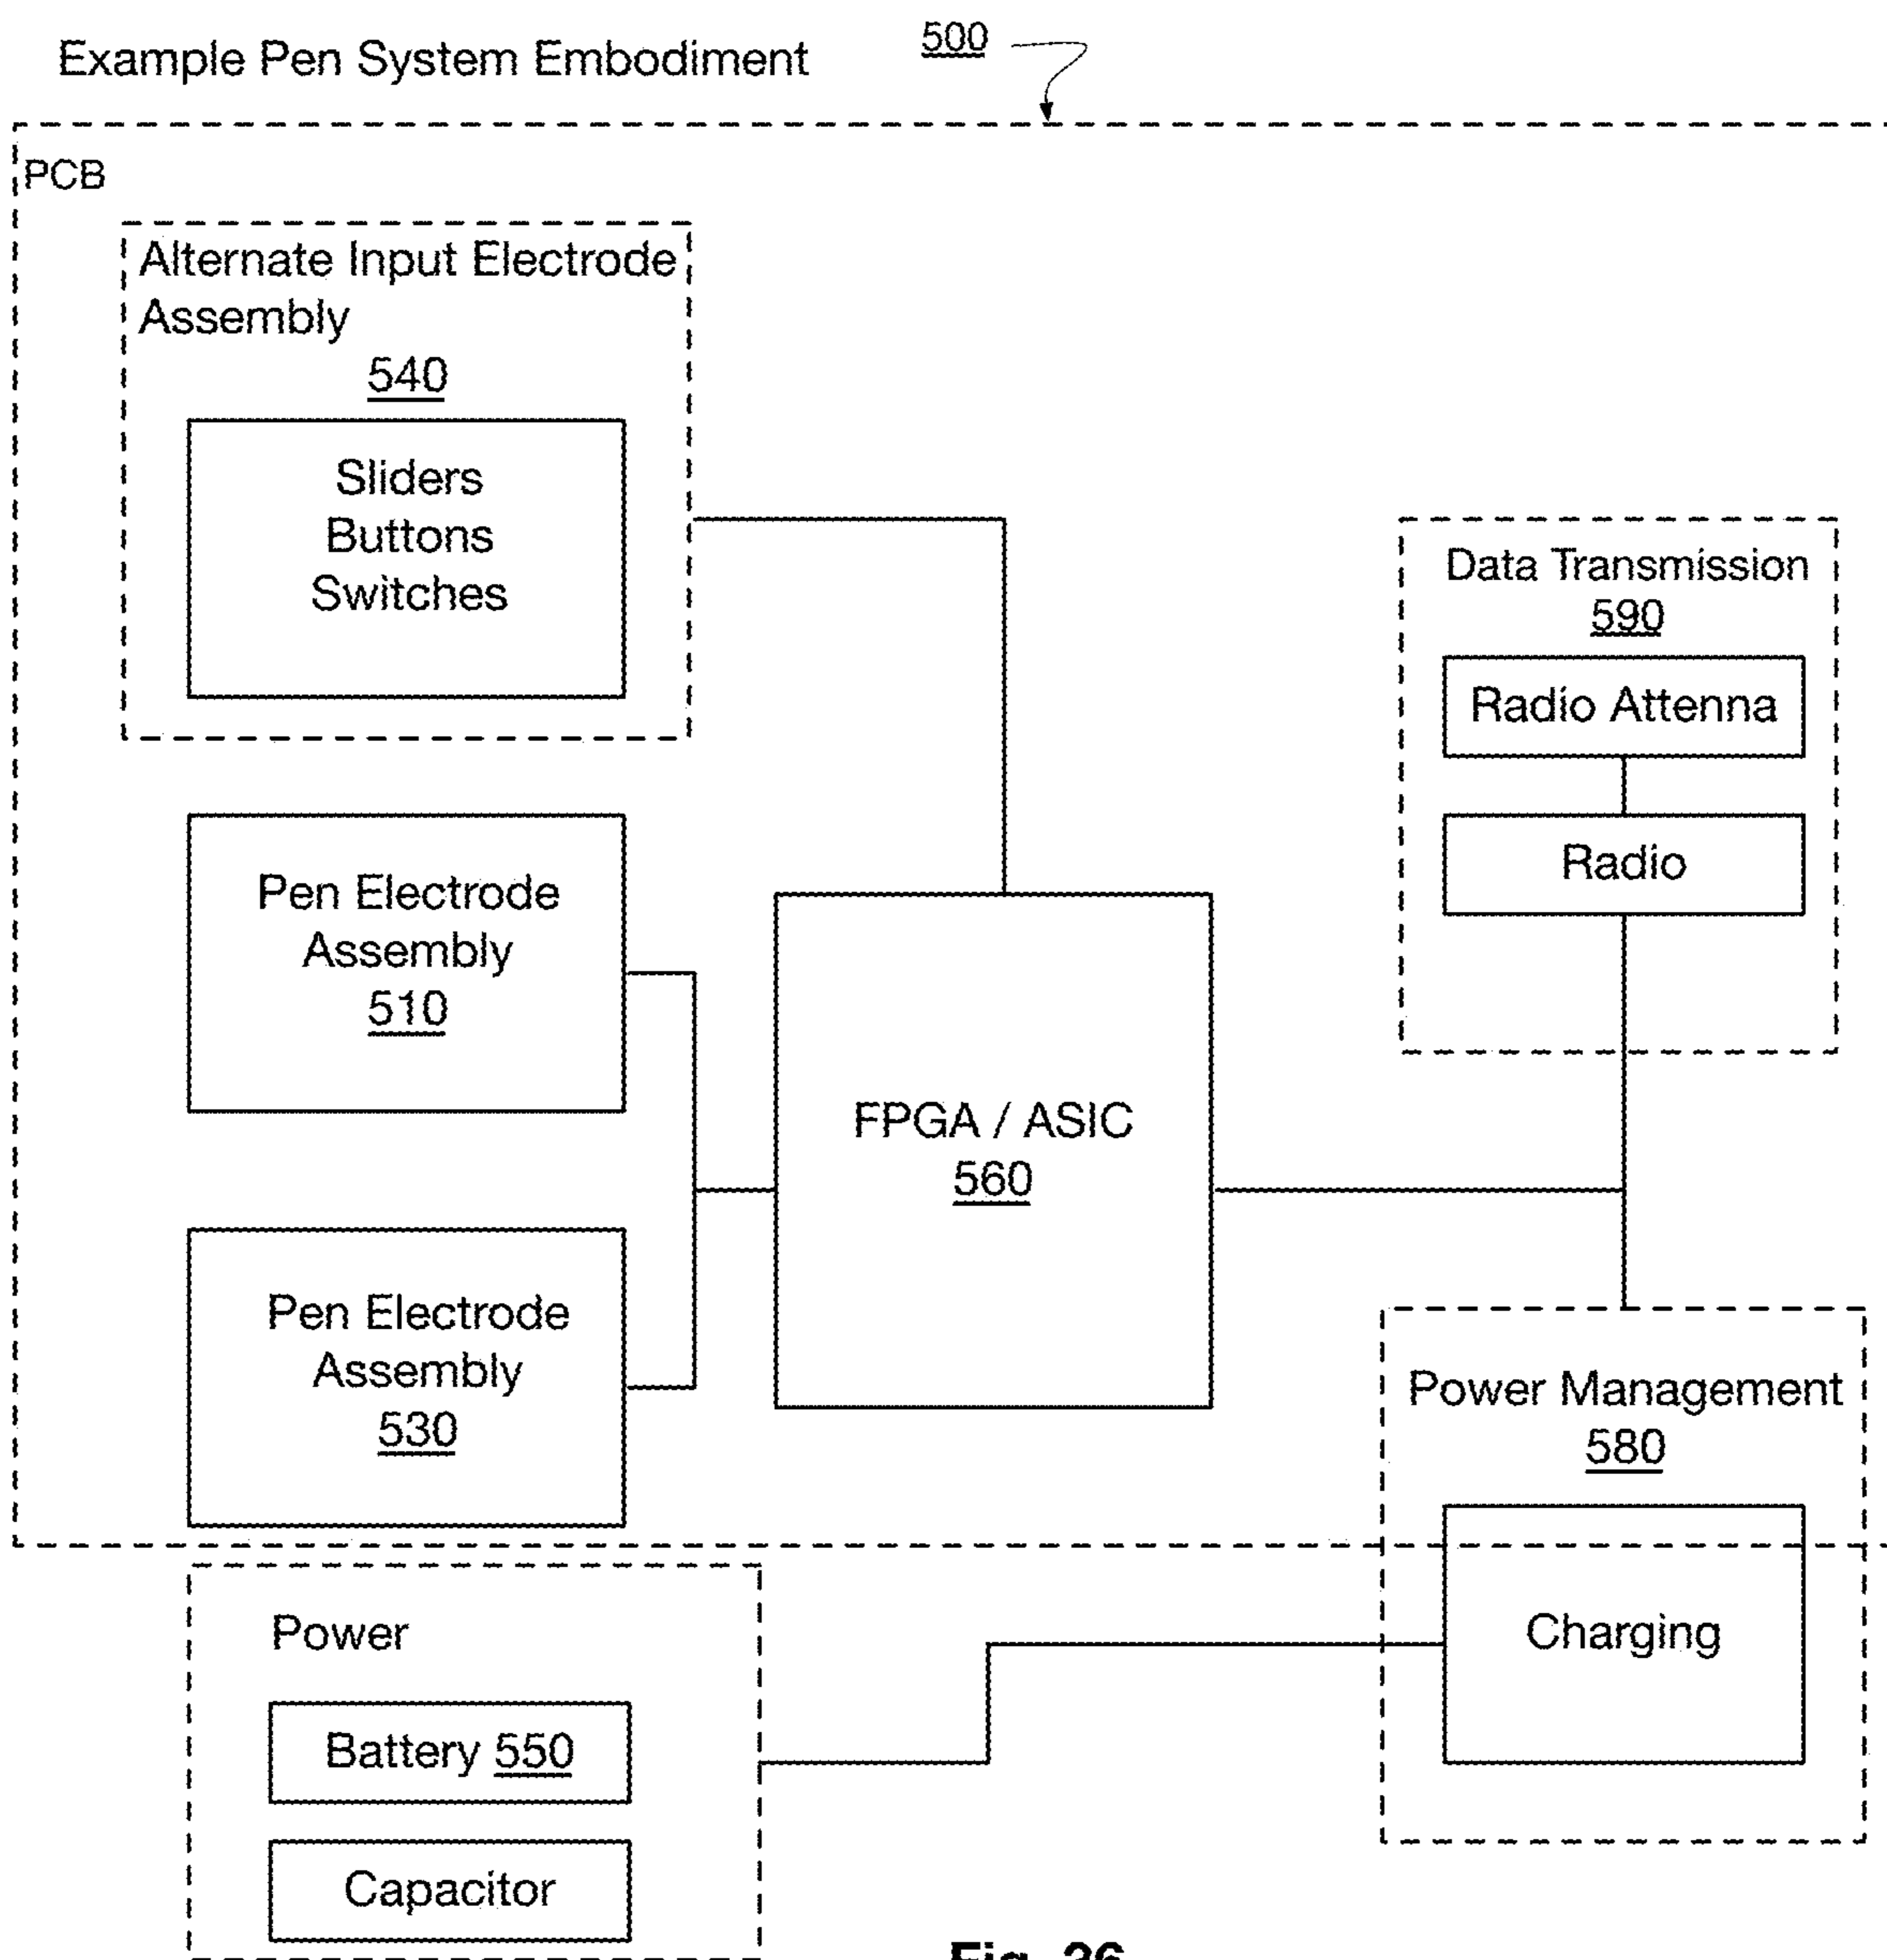 Example Pen System Embodiment
500
PCB
Alternate Input Electrode
Assembly
540
Sliders
Buttons
Switches
Data Transmission
590
Radio Attenna
Radio
Pen Electrode
Assembly
510
FPGA / ASIC
560
Pen Electrode
Assembly
530
Power Management
580
Charging
Power
Battery 550
Capacitor
Fig. 26